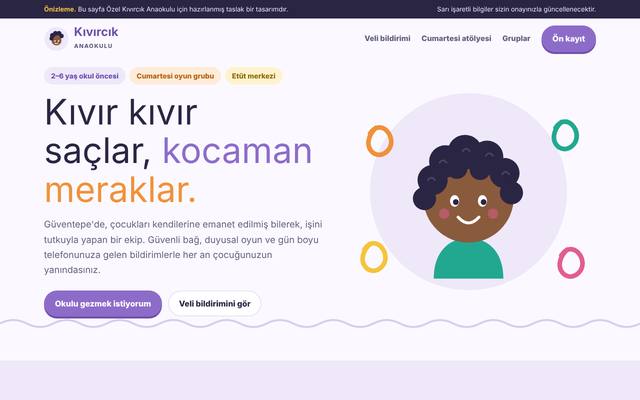 Önizleme. Bu sayfa Özel Kıvırcık Anaokulu için hazırlanmış taslak bir tasarımdır.
Sarı işaretli bilgiler sizin onayınızla güncellenecektir.
Kıvırcık
ANAOKULU
Veli bildirimi
Cumartesi atölyesi
Gruplar
Ön kayıt
2–6 yaş okul öncesi
Cumartesi oyun grubu
Etüt merkezi
Kıvır kıvır
saçlar, kocaman
meraklar.
Güventepe'de, çocukları kendilerine emanet edilmiş bilerek, işini
tutkuyla yapan bir ekip. Güvenli bağ, duyusal oyun ve gün boyu
telefonunuza gelen bildirimlerle her an çocuğunuzun
yanındasınız.
Okulu gezmek istiyorum
Veli bildirimini gör